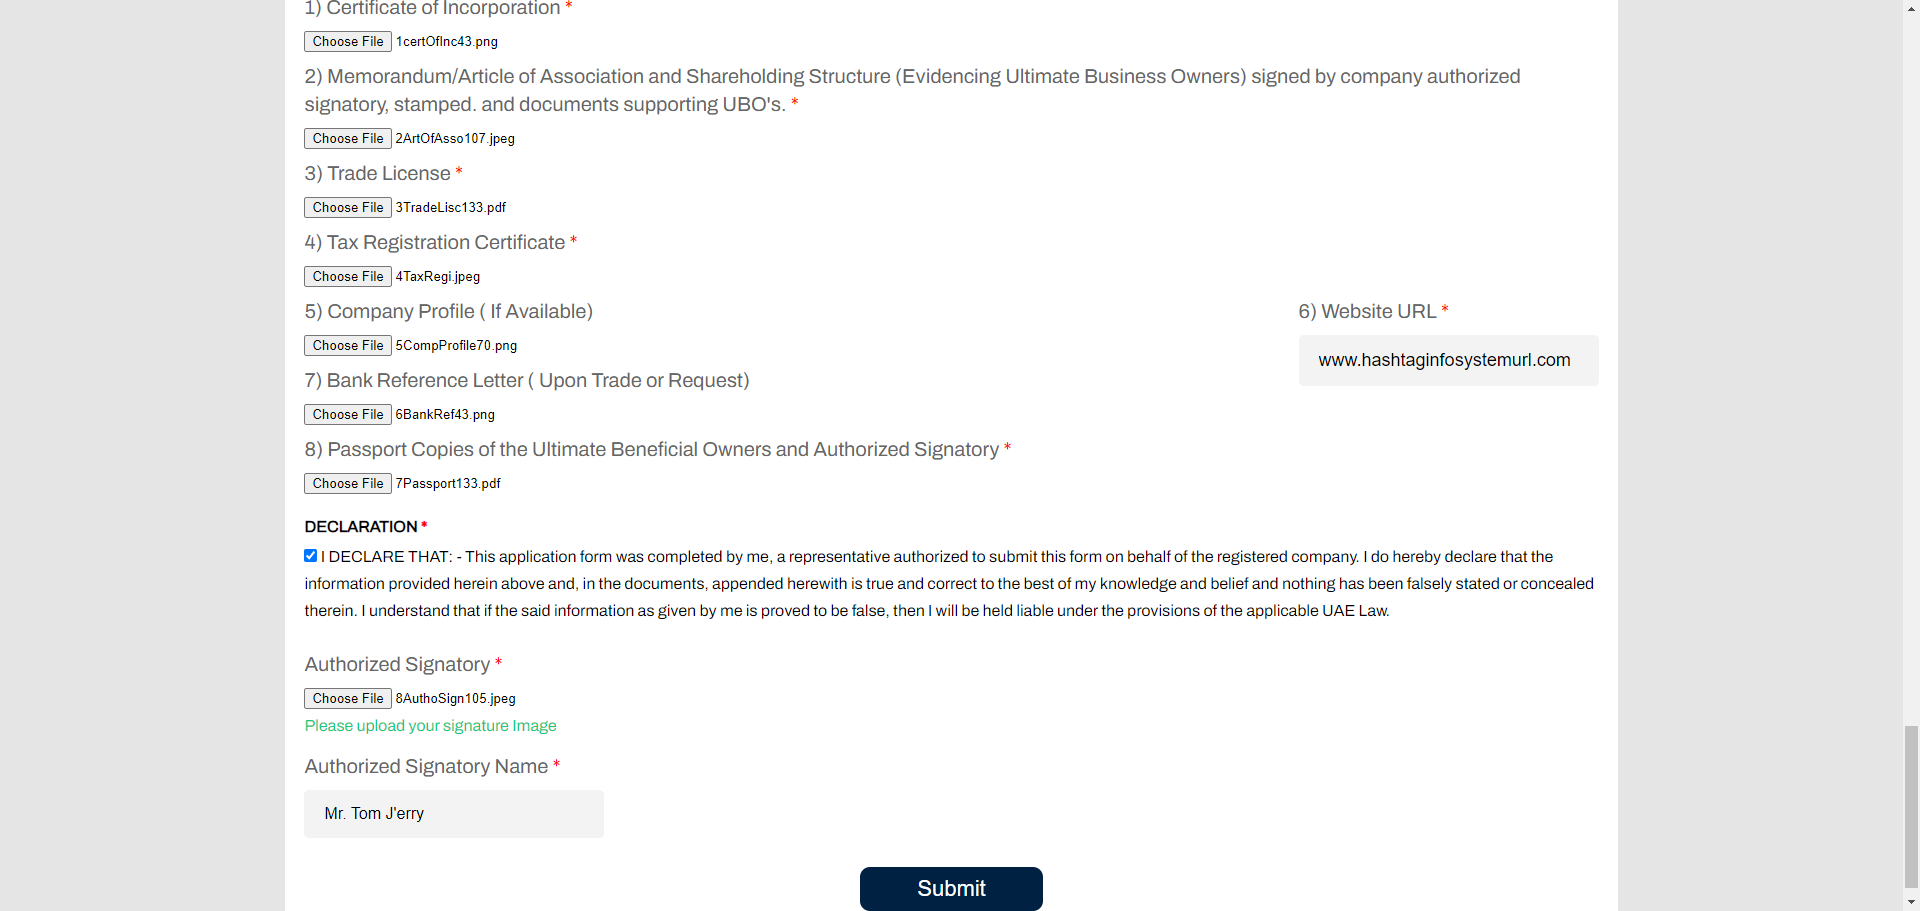 1) Certificate of Incorporation *
Choose File 1certOfInc43.png
2) Memorandum/Article of Association and Shareholding Structure (Evidencing Ultimate Business Owners) signed by company authorized
signatory, stamped. and documents supporting UBO's. *
Choose File 2ArtOfAsso107.jpeg
3) Trade License *
Choose File 3TradeLisc133.pdf
4) Tax Registration Certificate *
Choose File 4TaxRegi.jpeg
5) Company Profile ( If Available)
Choose File 5CompProfile70.png
6) Website URL *
www.hashtaginfosystemurl.com
7) Bank Reference Letter ( Upon Trade or Request)
Choose File 6BankRef43.png
8) Passport Copies of the Ultimate Beneficial Owners and Authorized Signatory *
Choose File 7Passport133.pdf
DECLARATION *
I DECLARE THAT: - This application form was completed by me, a representative authorized to submit this form on behalf of the registered company. I do hereby declare that the
information provided herein above and, in the documents, appended herewith is true and correct to the best of my knowledge and belief and nothing has been falsely stated or concealed
therein. I understand that if the said information as given by me is proved to be false, then I will be held liable under the provisions of the applicable UAE Law.
Authorized Signatory *
Choose File 8AuthoSign105.jpeg
Please upload your signature Image
Authorized Signatory Name *
Mr. Tom J'erry
Submit